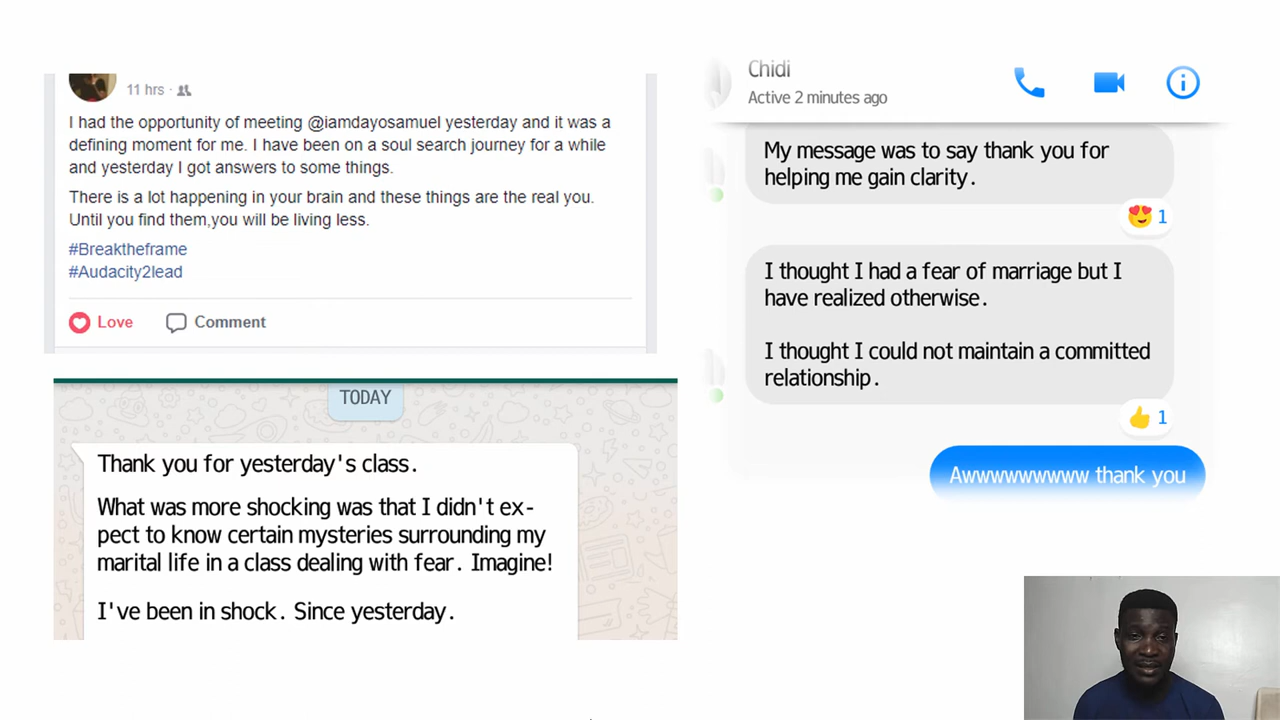 11 hrs ·
I had the opportunity of meeting @iamdayosamuel yesterday and it was a
defining moment for me. I have been on a soul search journey for a while
and yesterday I got answers to some things.
There is a lot happening in your brain and these things are the real you.
Until you find them,you will be living less.
#Breaktheframe
#Audacity2lead
Love Comment
TODAY
Thank you for yesterday's class.
What was more shocking was that I didn't ex-
pect to know certain mysteries surrounding my
marital life in a class dealing with fear. Imagine!
I've been in shock. Since yesterday.
Chidi
Active 2 minutes ago
My message was to say thank you for
helping me gain clarity.
1
I thought I had a fear of marriage but I
have realized otherwise.
I thought I could not maintain a committed
relationship.
1
Awwwwwwwww thank you